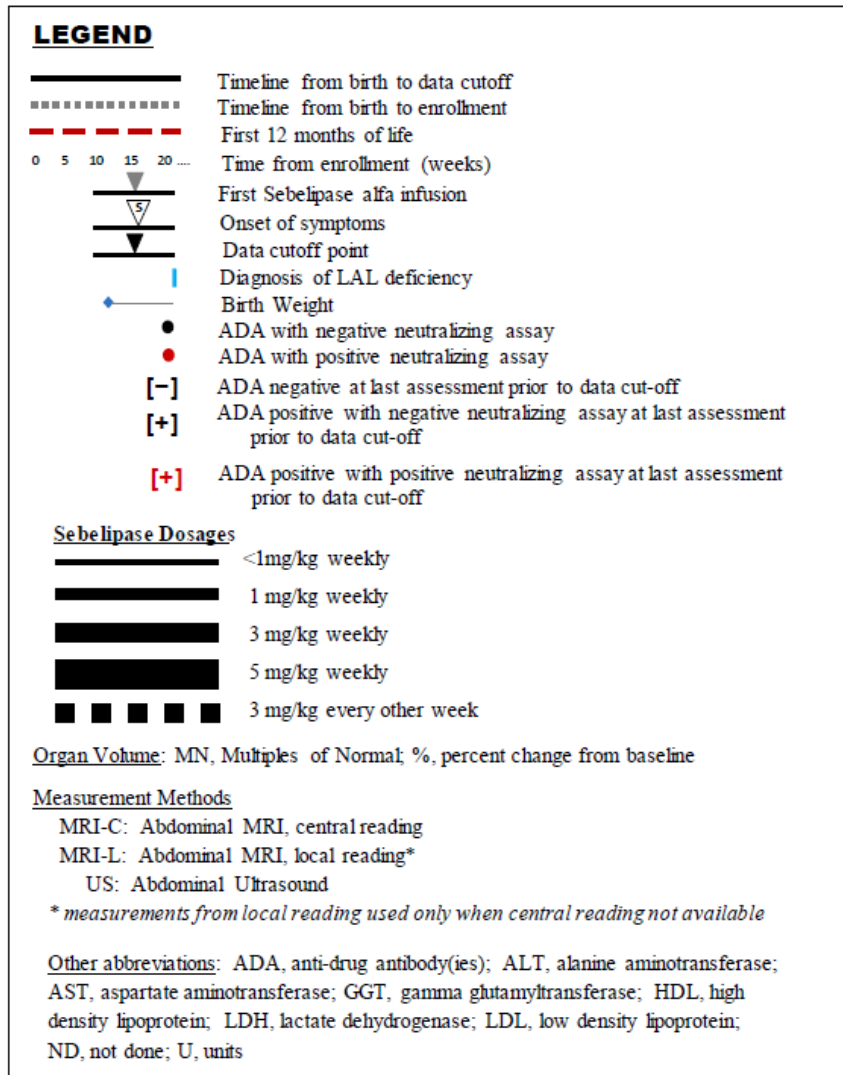 LEGEND
Timeline from birth to data cutoff
Timeline from birth to enrollment
First 12 months of life
0 5 10 15 20 .... Time from enrollment (weeks)
First Sebelipase alfa infusion
S
Onset of symptoms
Data cutoff point
Diagnosis of LAL deficiency
Birth Weight
ADA with negative neutralizing assay
ADA with positive neutralizing assay
[−] ADA negative at last assessment prior to data cut-off
[+] ADA positive with negative neutralizing assay at last assessment
prior to data cut-off
[+] ADA positive with positive neutralizing assay at last assessment
prior to data cut-off
Sebelipase Dosages
<1mg/kg weekly
1 mg/kg weekly
3 mg/kg weekly
5 mg/kg weekly
3 mg/kg every other week
Organ Volume: MN, Multiples of Normal; %, percent change from baseline
Measurement Methods
MRI-C: Abdominal MRI, central reading
MRI-L: Abdominal MRI, local reading*
US: Abdominal Ultrasound
* measurements from local reading used only when central reading not available
Other abbreviations: ADA, anti-drug antibody(ies); ALT, alanine aminotransferase;
AST, aspartate aminotransferase; GGT, gamma glutamyltransferase; HDL, high
density lipoprotein; LDH, lactate dehydrogenase; LDL, low density lipoprotein;
ND, not done; U, units